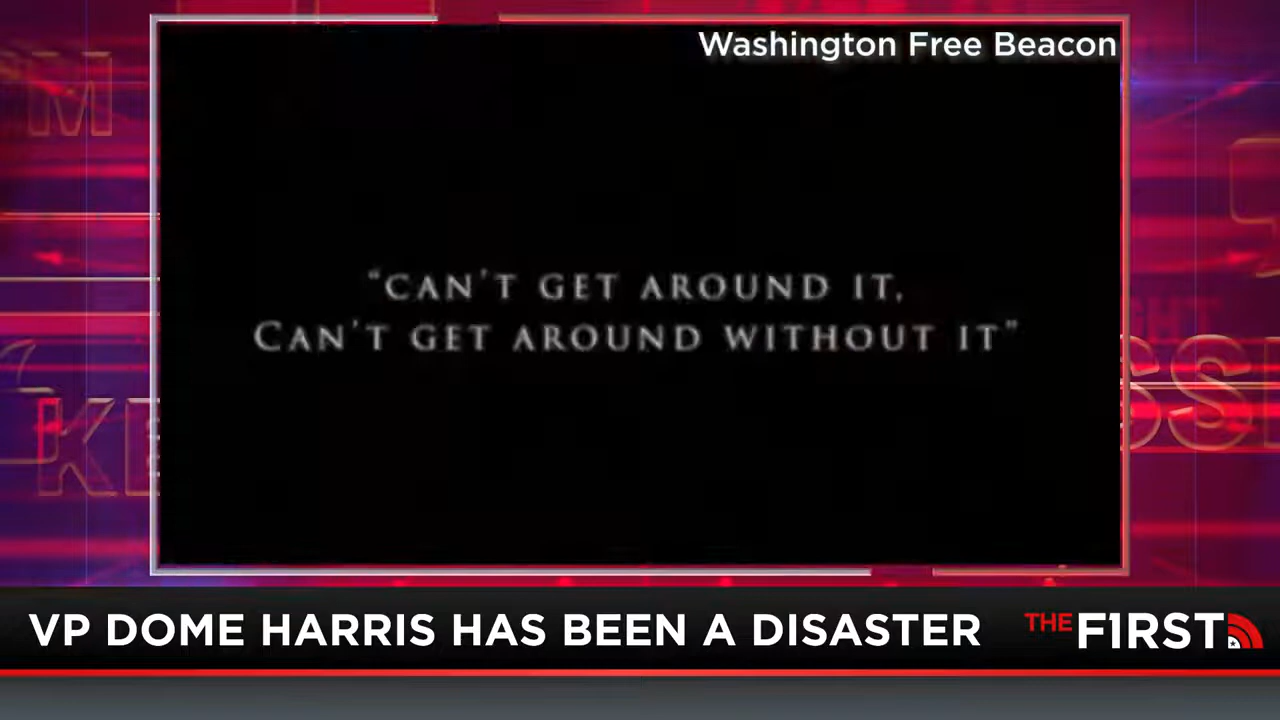 Washington Free Beacon
“CAN'T GET AROUND IT,
CAN'T GET AROUND WITHOUT IT”
VP DOME HARRIS HAS BEEN A DISASTER
THE F1RST